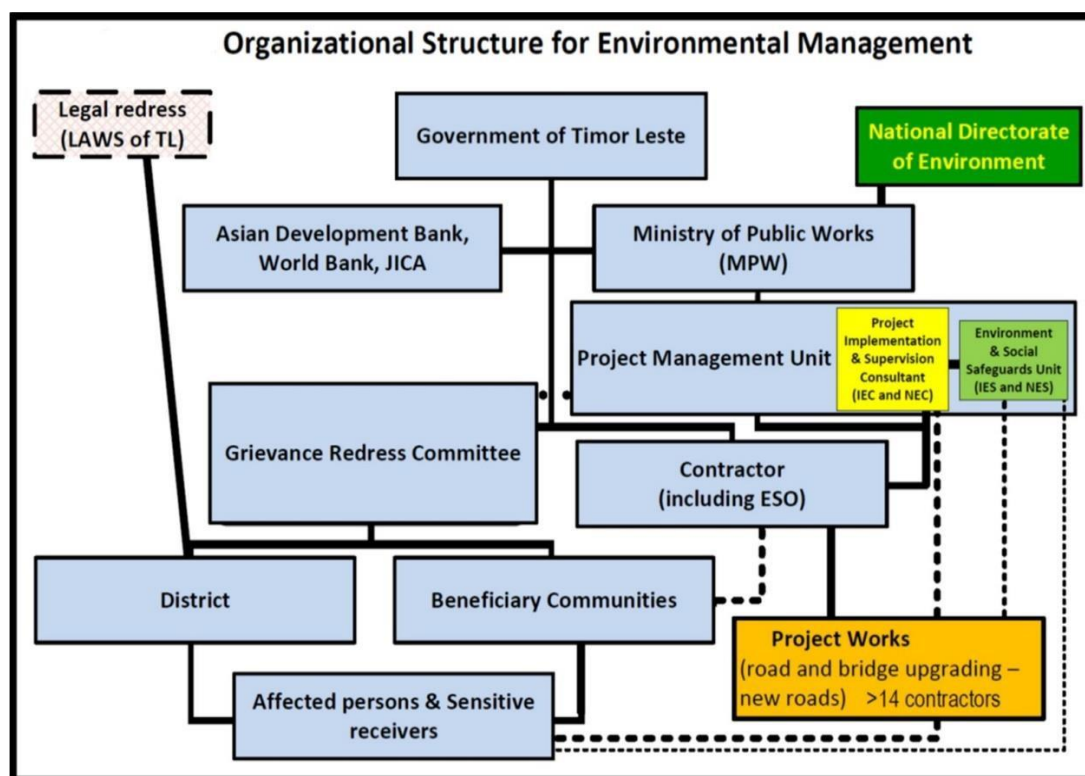 Organizational Structure for Environmental Management
Legal redress
(LAWS of TL)
Government of Timor Leste
National Directorate
of Environment
Asian Development Bank,
World Bank, JICA
Ministry of Public Works
(MPW)
Project Management Unit
Project
Implementation
& Supervision
Consultant
(IEC and NEC)
Environment
& Social
Safeguards Unit
(IES and NES)
Grievance Redress Committee
Contractor
(including ESO)
District
Beneficiary Communities
Project Works
(road and bridge upgrading –
new roads) >14 contractors
Affected persons & Sensitive
receivers